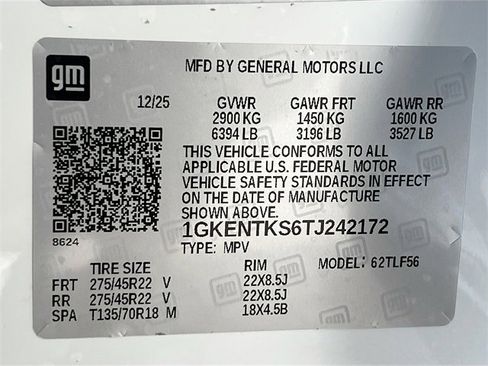 gm
MFD BY GENERAL MOTORS LLC
12/25 GVWR GAWR FRT GAWR RR
2900 KG 1450 KG 1600 KG
6394 LB 3196 LB 3527 LB
THIS VEHICLE CONFORMS TO ALL
APPLICABLE U.S. FEDERAL MOTOR
VEHICLE SAFETY STANDARDS IN EFFECT
ON THE DATE OF MANUFACTURE
SHOWN ABOVE.
8624
1GKENTKS6TJ242172
TYPE: MPV MODEL: 62TLF56
TIRE SIZE RIM
FRT 275/45R22 V 22X8.5J
RR 275/45R22 V 22X8.5J
SPA T135/70R18 M 18X4.5B